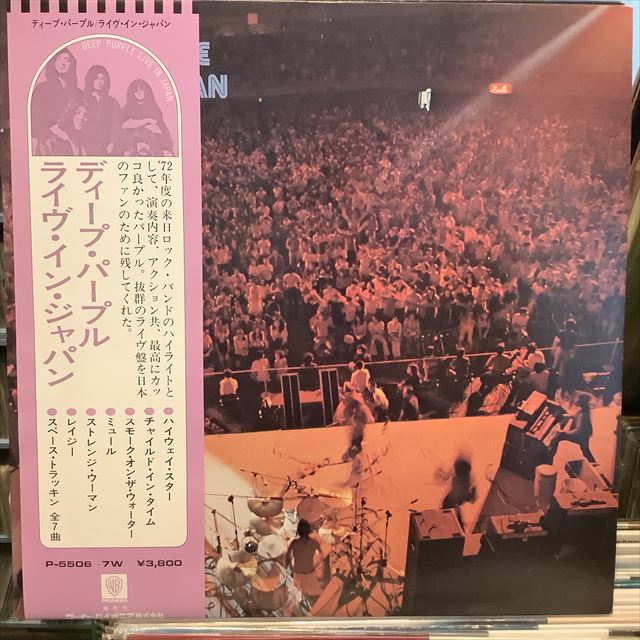 ディープ・パープル/ライヴ・イン・ジャパン
DEEP PURPLE LIVE IN JAPAN
AN
ディープ・パープル
ライヴ・イン・ジャパン
'72年度の来日ロック・バンドのハイライトと
して、演奏内容、アクション共、最高にカッ
コ良かったパープル。抜群のライヴ盤を日本
のファンのために残してくれた。
●ハイウェイ・スター
●チャイルド・イン・タイム
●スモーク・オン・ザ・ウォーター
●ミュール
●ストレンジ・ウーマン
●レイジー
●スペース・トラッキン 全7曲
P-5506~7W ¥3,800